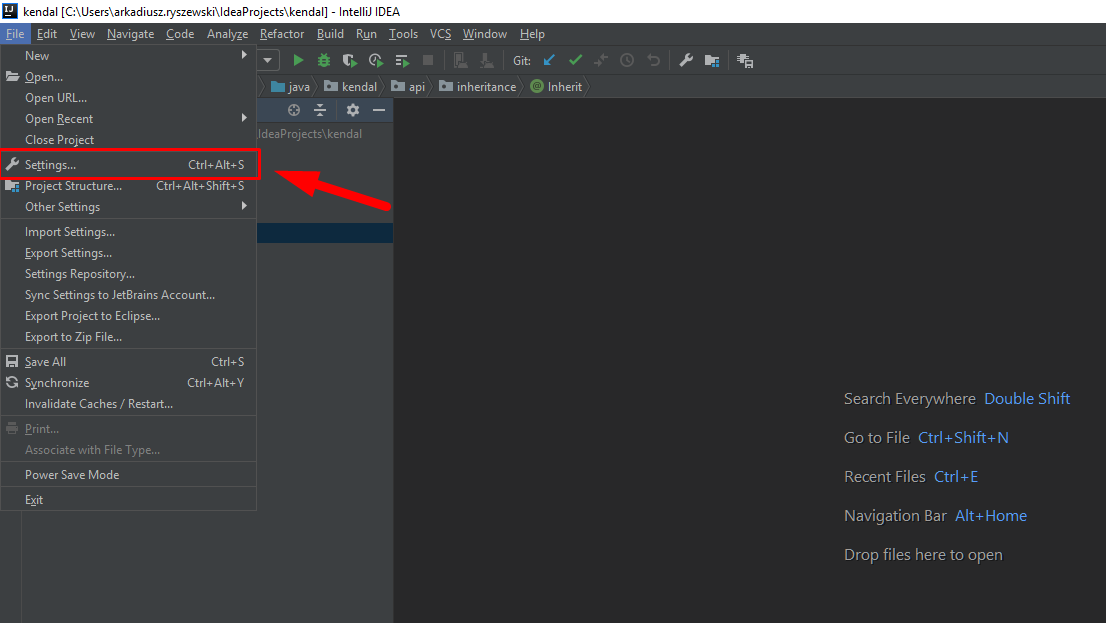 kendal [C:\Users\arkadiusz.ryszewski\IdeaProjects\kendal] - IntelliJ IDEA
File Edit View Navigate Code Analyze Refactor Build Run Tools VCS Window Help
New
Git:
Open...
java kendal api inheritance @ Inherit
Open URL...
Open Recent
Close Project
\IdeaProjects\kendal
Settings... Ctrl+Alt+S
Project Structure... Ctrl+Alt+Shift+S
Other Settings
Import Settings...
Export Settings...
Settings Repository...
Sync Settings to JetBrains Account...
Export Project to Eclipse...
Export to Zip File...
Save All Ctrl+S
Synchronize Ctrl+Alt+Y
Invalidate Caches / Restart...
Print...
Associate with File Type...
Power Save Mode
Exit
Search Everywhere Double Shift
Go to File Ctrl+Shift+N
Recent Files Ctrl+E
Navigation Bar Alt+Home
Drop files here to open